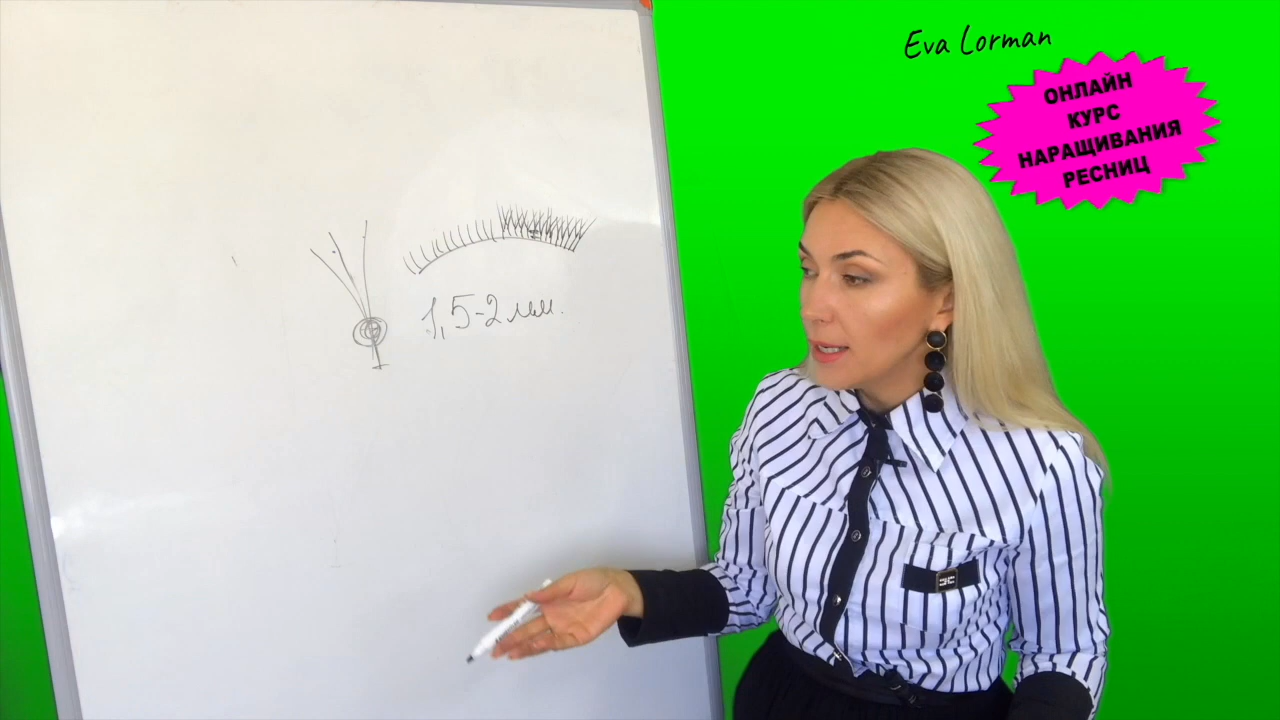 Eva Lorman
ОНЛАЙН
КУРС
НАРАЩИВАНИЯ
РЕСНИЦ
1,5-2 мм.